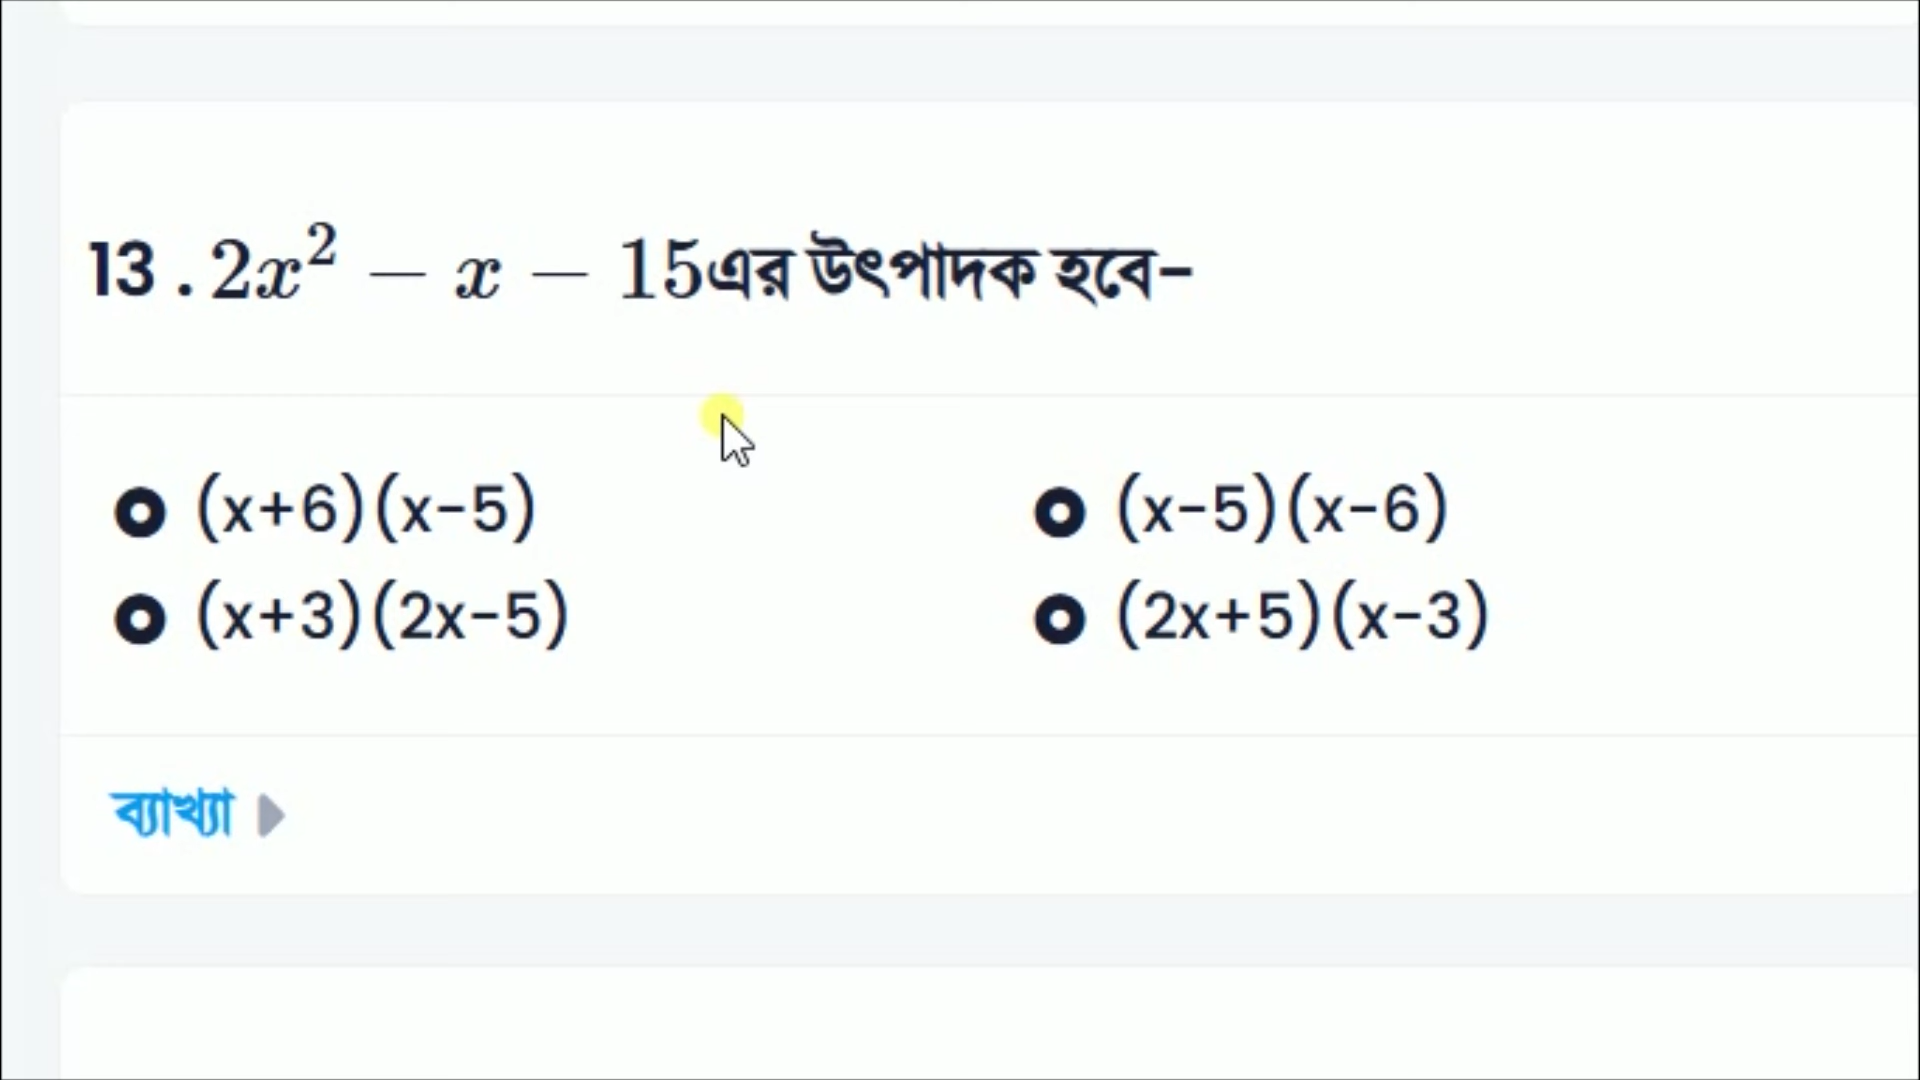 13 . 2x² − x − 15এর উৎপাদক হবে-
(x+6)(x-5)
(x-5)(x-6)
(x+3)(2x-5)
(2x+5)(x-3)
ব্যাখ্যা